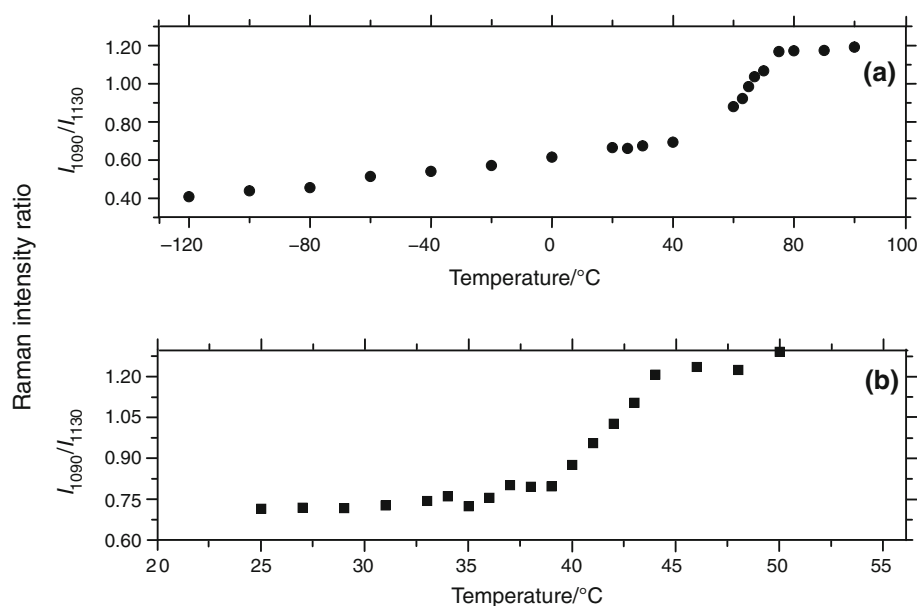 Raman intensity ratio
I1090/I1130
1.20
1.00
0.80
0.60
0.40
(a)
−120 −80 −40 0 40 80 100
Temperature/°C
I1090/I1130
1.20
1.05
0.90
0.75
0.60
(b)
20 25 30 35 40 45 50 55
Temperature/°C